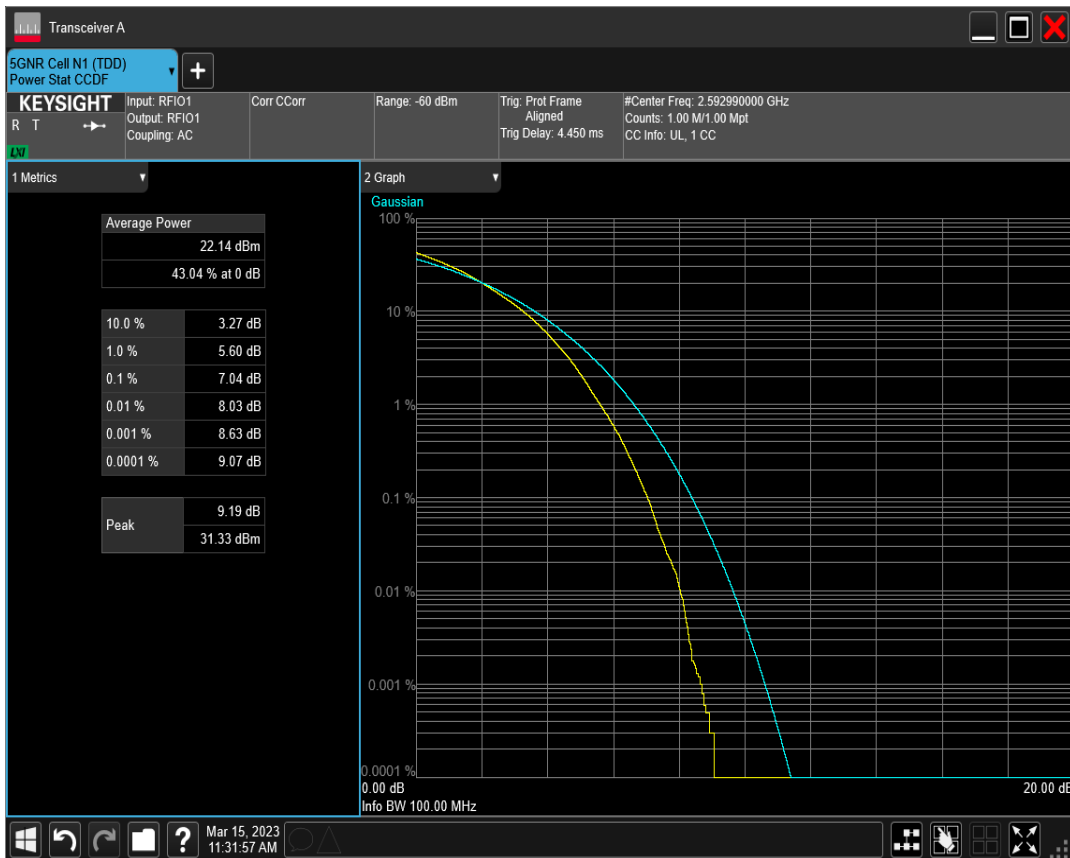 Transceiver A
5GNR Cell N1 (TDD)
Power Stat CCDF
KEYSIGHT
R T
LXI
Input: RFIO1
Output: RFIO1
Coupling: AC
Corr CCorr
Range: -60 dBm
Trig: Prot Frame
Aligned
Trig Delay: 4.450 ms
#Center Freq: 2.592990000 GHz
Counts: 1.00 M/1.00 Mpt
CC Info: UL, 1 CC
1 Metrics
Average Power
22.14 dBm
43.04 % at 0 dB
10.0 % 3.27 dB
1.0 % 5.60 dB
0.1 % 7.04 dB
0.01 % 8.03 dB
0.001 % 8.63 dB
0.0001 % 9.07 dB
Peak 9.19 dB
31.33 dBm
2 Graph
Gaussian
100 %
10 %
1 %
0.1 %
0.01 %
0.001 %
0.0001 %
0.00 dB 20.00 dB
Info BW 100.00 MHz
?
Mar 15, 2023
11:31:57 AM